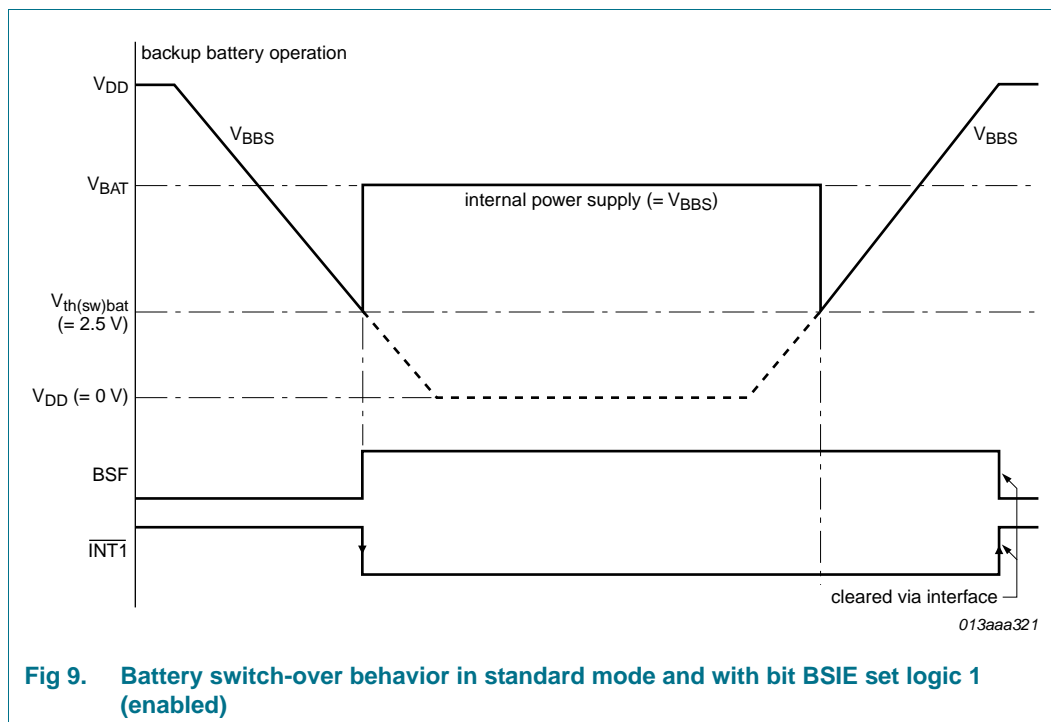 backup battery operation
VDD
VBBS
VBBS
VBAT
internal power supply (= VBBS)
Vth(sw)bat
(= 2.5 V)
VDD (= 0 V)
BSF
INT1
cleared via interface
013aaa321
Fig 9. Battery switch-over behavior in standard mode and with bit BSIE set logic 1
(enabled)